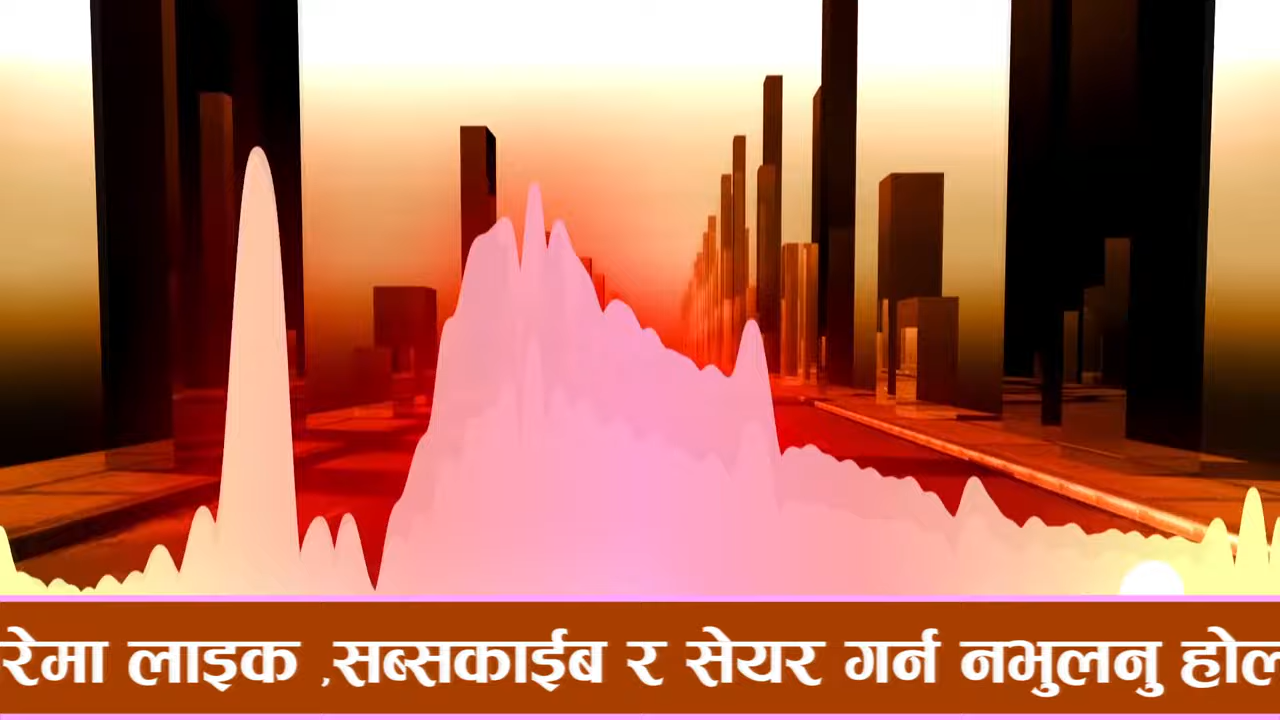 रेमा लाइक ,सब्सकाईब र सेयर गर्न नभुलनु होल